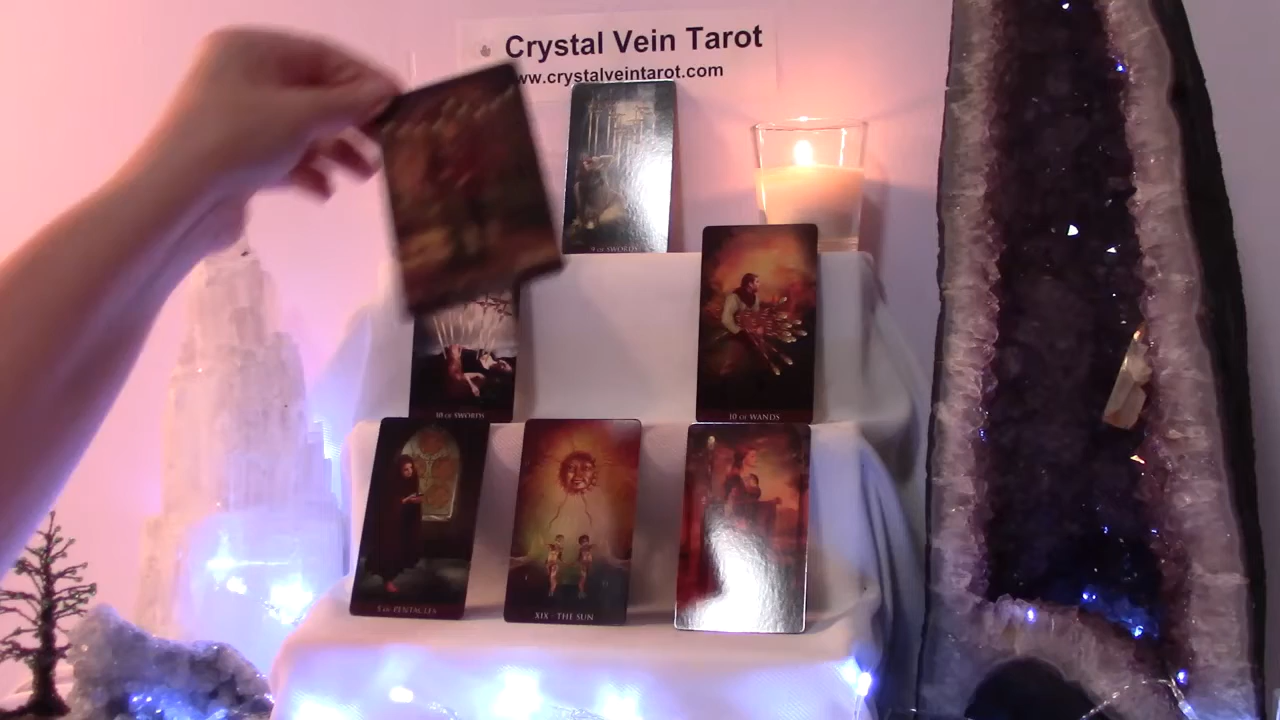 Crystal Vein Tarot
ww.crystalveintarot.com
9 OF SWORDS
10 OF SWORDS
10 OF WANDS
5 OF PENTACLES
XIX · THE SUN